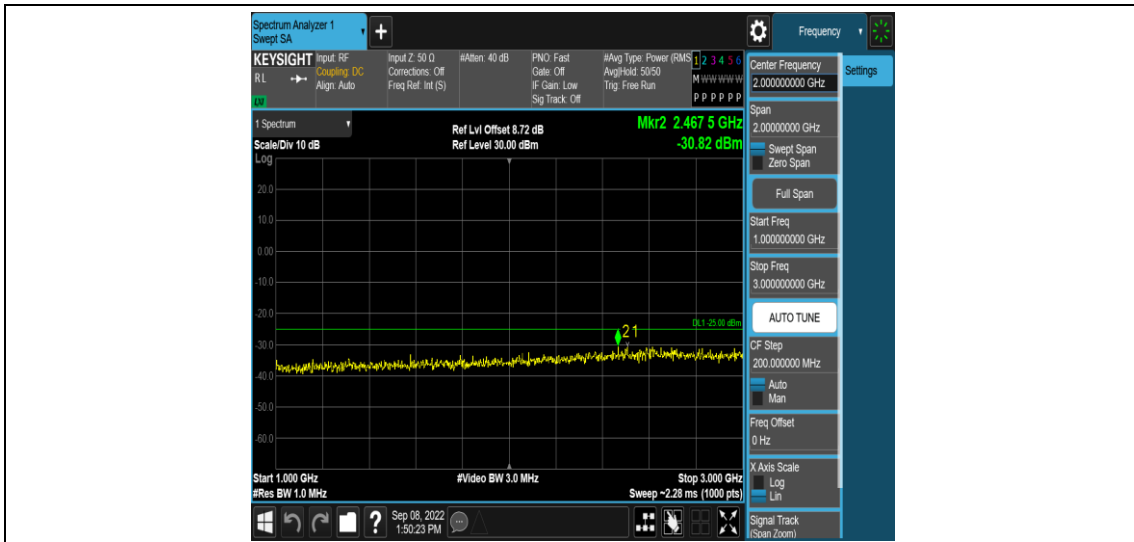 Spectrum Analyzer 1
Swept SA
Frequency
KEYSIGHT
RL
LM
Input: RF
Coupling: DC
Align: Auto
Input Z: 50 Ω
Corrections: Off
Freq Ref: Int (S)
#Atten: 40 dB
PNO: Fast
Gate: Off
IF Gain: Low
Sig Track: Off
#Avg Type: Power (RMS
Avg|Hold: 50/50
Trig: Free Run
1 2 3 4 5 6
M W W W W W
P P P P P P
1 Spectrum
Scale/Div 10 dB
Log
Ref Lvl Offset 8.72 dB
Ref Level 30.00 dBm
Mkr2 2.467 5 GHz
-30.82 dBm
20.0
10.0
0.00
-10.0
-20.0
DL1 -25.00 dBm
21
-30.0
-40.0
-50.0
-60.0
Start 1.000 GHz
#Res BW 1.0 MHz
#Video BW 3.0 MHz
Stop 3.000 GHz
Sweep ~2.28 ms (1000 pts)
?
Sep 08, 2022
1:50:23 PM
Center Frequency
2.000000000 GHz
Settings
Span
2.00000000 GHz
Swept Span
Zero Span
Full Span
Start Freq
1.000000000 GHz
Stop Freq
3.000000000 GHz
AUTO TUNE
CF Step
200.000000 MHz
Auto
Man
Freq Offset
0 Hz
X Axis Scale
Log
Lin
Signal Track
(Span Zoom)